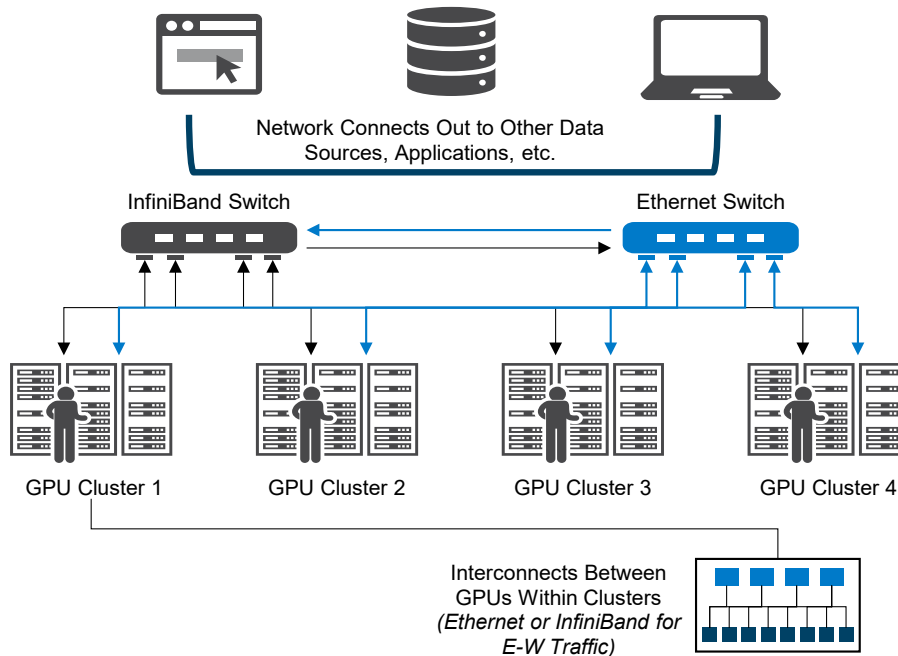 Network Connects Out to Other Data
Sources, Applications, etc.
InfiniBand Switch
Ethernet Switch
GPU Cluster 1
GPU Cluster 2
GPU Cluster 3
GPU Cluster 4
Interconnects Between
GPUs Within Clusters
(Ethernet or InfiniBand for
E-W Traffic)